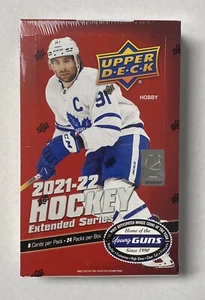 UPPER
D·E·C·K
HOBBY
C
91
2021-22
HOCKEY
Extended Series
8 Cards per Pack • 24 Packs per Box
Home of the
Young GUNS
Since 1990